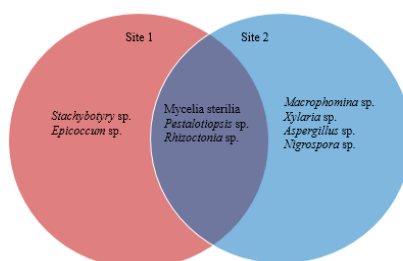 Site 1
Site 2
Stachybotry sp.
Epicoccum sp.
Mycelia sterilia
Pestalotiopsis sp.
Rhizoctonia sp.
Macrophomina sp.
Xylaria sp.
Aspergillus sp.
Nigrospora sp.